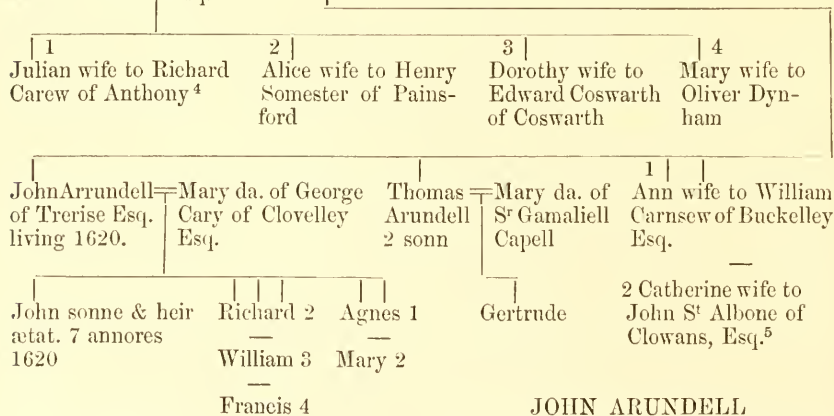 1
Julian wife to Richard
Carew of Anthony⁴
2
Alice wife to Henry
Somester of Pains-
ford
3
Dorothy wife to
Edward Coswarth
of Coswarth
4
Mary wife to
Oliver Dyn-
ham
John Arrundell
of Trerise Esq.
living 1620.
Mary da. of George
Cary of Clovelley
Esq.
Thomas
Arundell
2 sonn
Mary da. of
Sʳ Gamaliell
Capell
1
Ann wife to William
Carnsew of Buckelley
Esq.
2 Catherine wife to
John Sᵗ Albone of
Clowans, Esq.⁵
John sonne & heir
ætat. 7 annores
1620
Richard 2
William 3
Francis 4
Agnes 1
Mary 2
Gertrude
JOHN ARUNDELL